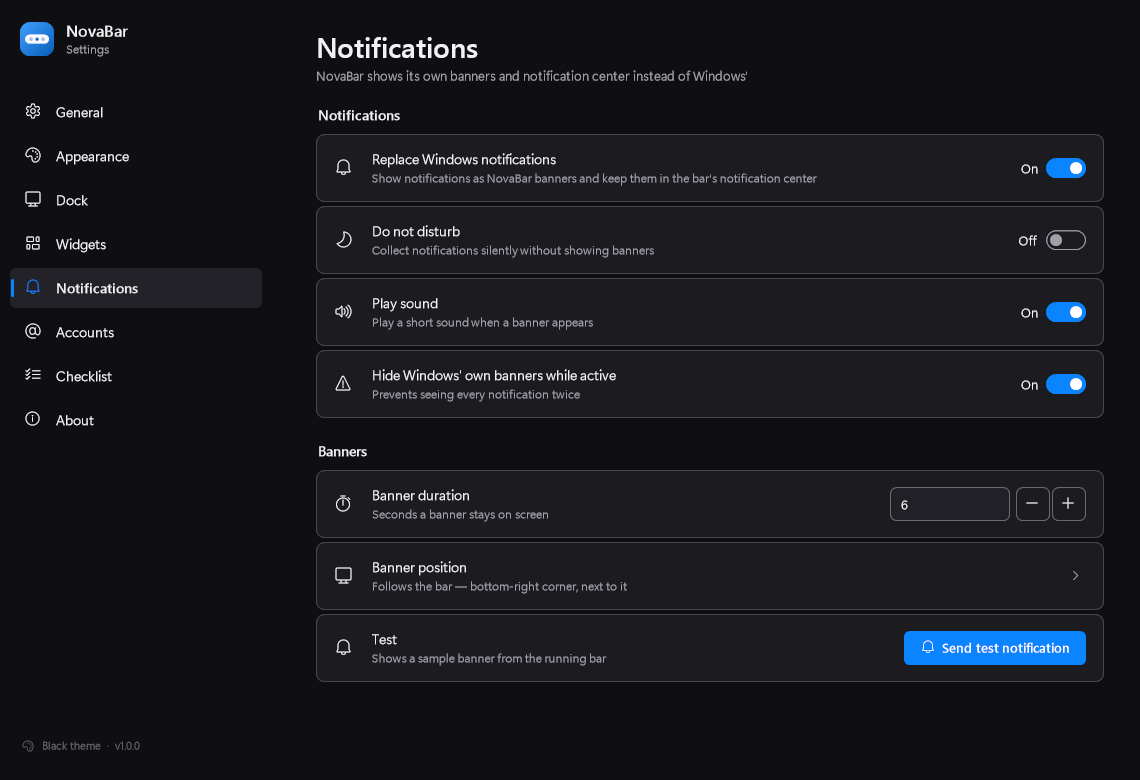 NovaBar
Settings
General
Appearance
Dock
Widgets
Notifications
Accounts
Checklist
About
Black theme · v1.0.0
Notifications
NovaBar shows its own banners and notification center instead of Windows'
Notifications
Replace Windows notifications
Show notifications as NovaBar banners and keep them in the bar's notification center
On
Do not disturb
Collect notifications silently without showing banners
Off
Play sound
Play a short sound when a banner appears
On
Hide Windows' own banners while active
Prevents seeing every notification twice
On
Banners
Banner duration
Seconds a banner stays on screen
6
Banner position
Follows the bar — bottom-right corner, next to it
Test
Shows a sample banner from the running bar
Send test notification